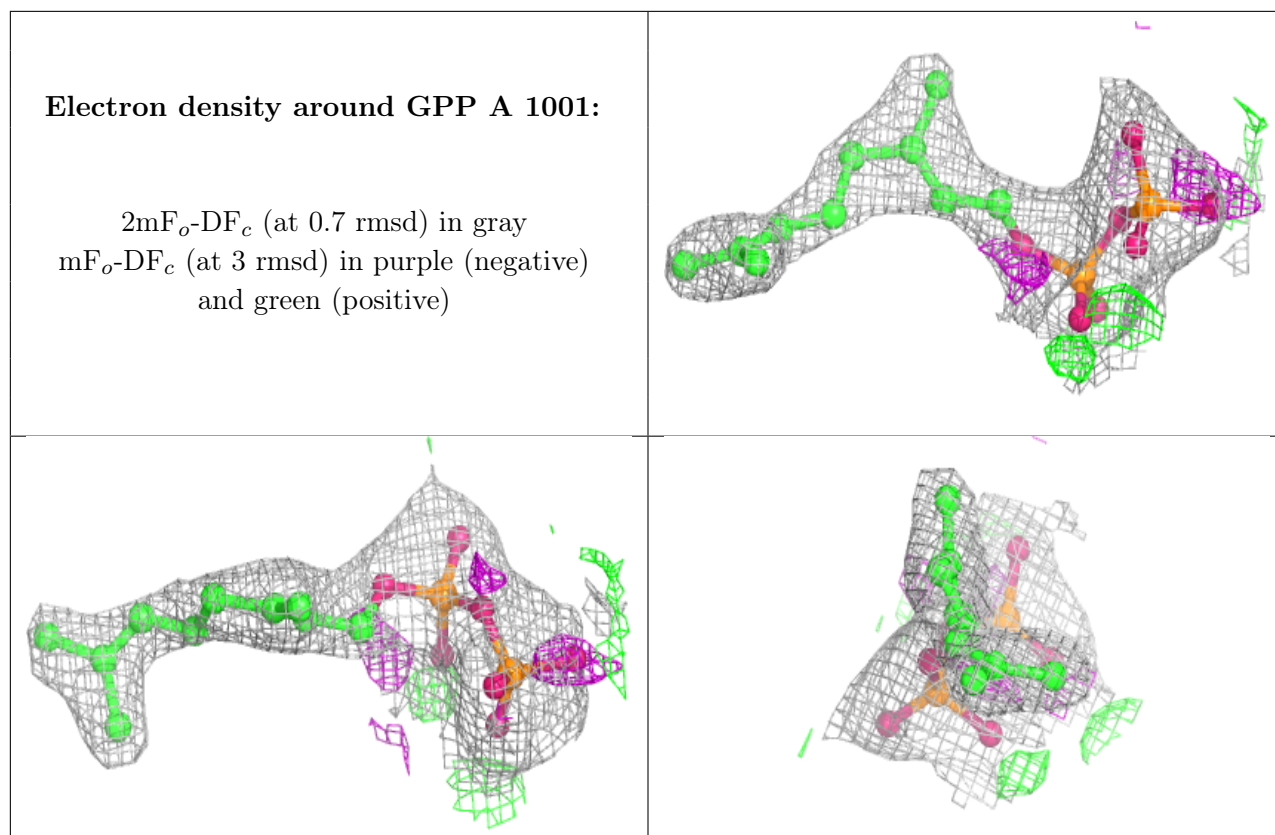 Electron density around GPP A 1001:
2mFo-DFc (at 0.7 rmsd) in gray
mFo-DFc (at 3 rmsd) in purple (negative)
and green (positive)